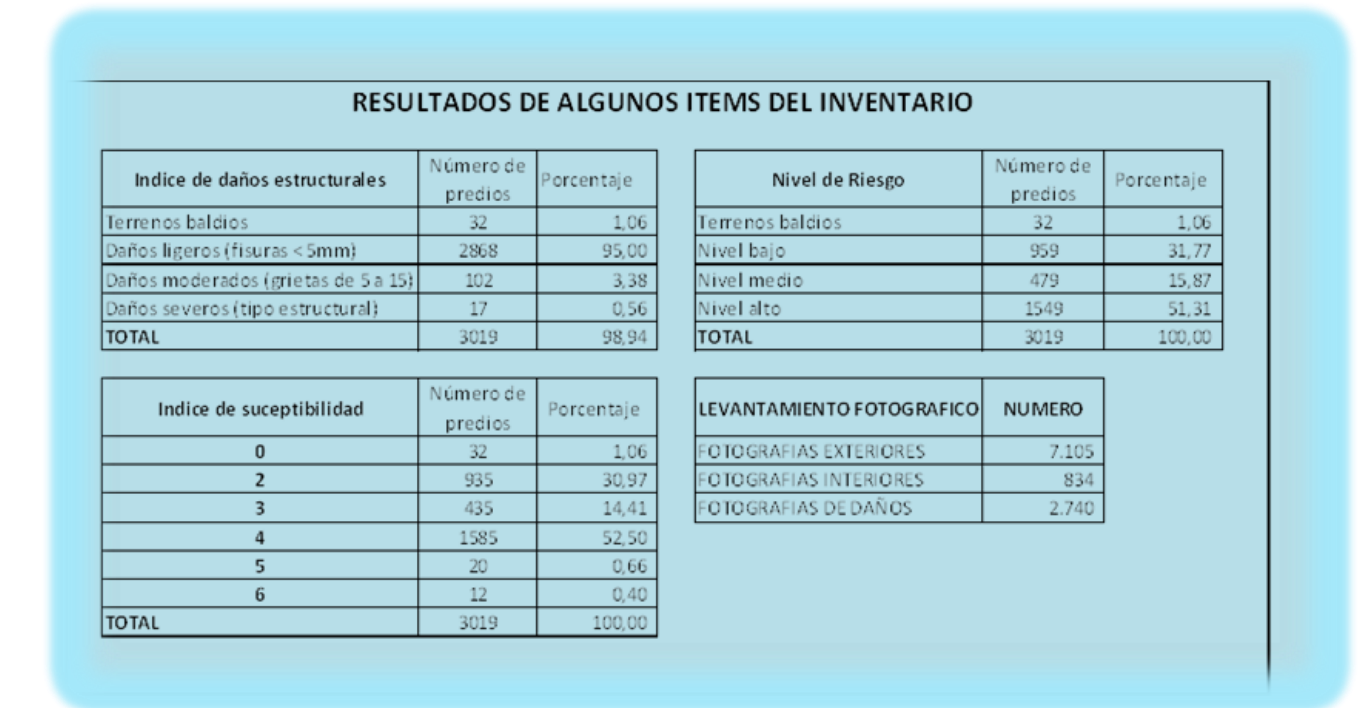 RESULTADOS DE ALGUNOS ITEMS DEL INVENTARIO
Indice de daños estructurales Número de predios Porcentaje
Terrenos baldios 32 1,06
Daños ligeros (fisuras < 5mm) 2868 95,00
Daños moderados (grietas de 5 a 15) 102 3,38
Daños severos (tipo estructural) 17 0,56
TOTAL 3019 98,94
Nivel de Riesgo Número de predios Porcentaje
Terrenos baldios 32 1,06
Nivel bajo 959 31,77
Nivel medio 479 15,87
Nivel alto 1549 51,31
TOTAL 3019 100,00
Indice de suceptibilidad Número de predios Porcentaje
0 32 1,06
2 935 30,97
3 435 14,41
4 1585 52,50
5 20 0,66
6 12 0,40
TOTAL 3019 100,00
LEVANTAMIENTO FOTOGRAFICO NUMERO
FOTOGRAFIAS EXTERIORES 7.105
FOTOGRAFIAS INTERIORES 834
FOTOGRAFIAS DE DAÑOS 2.740